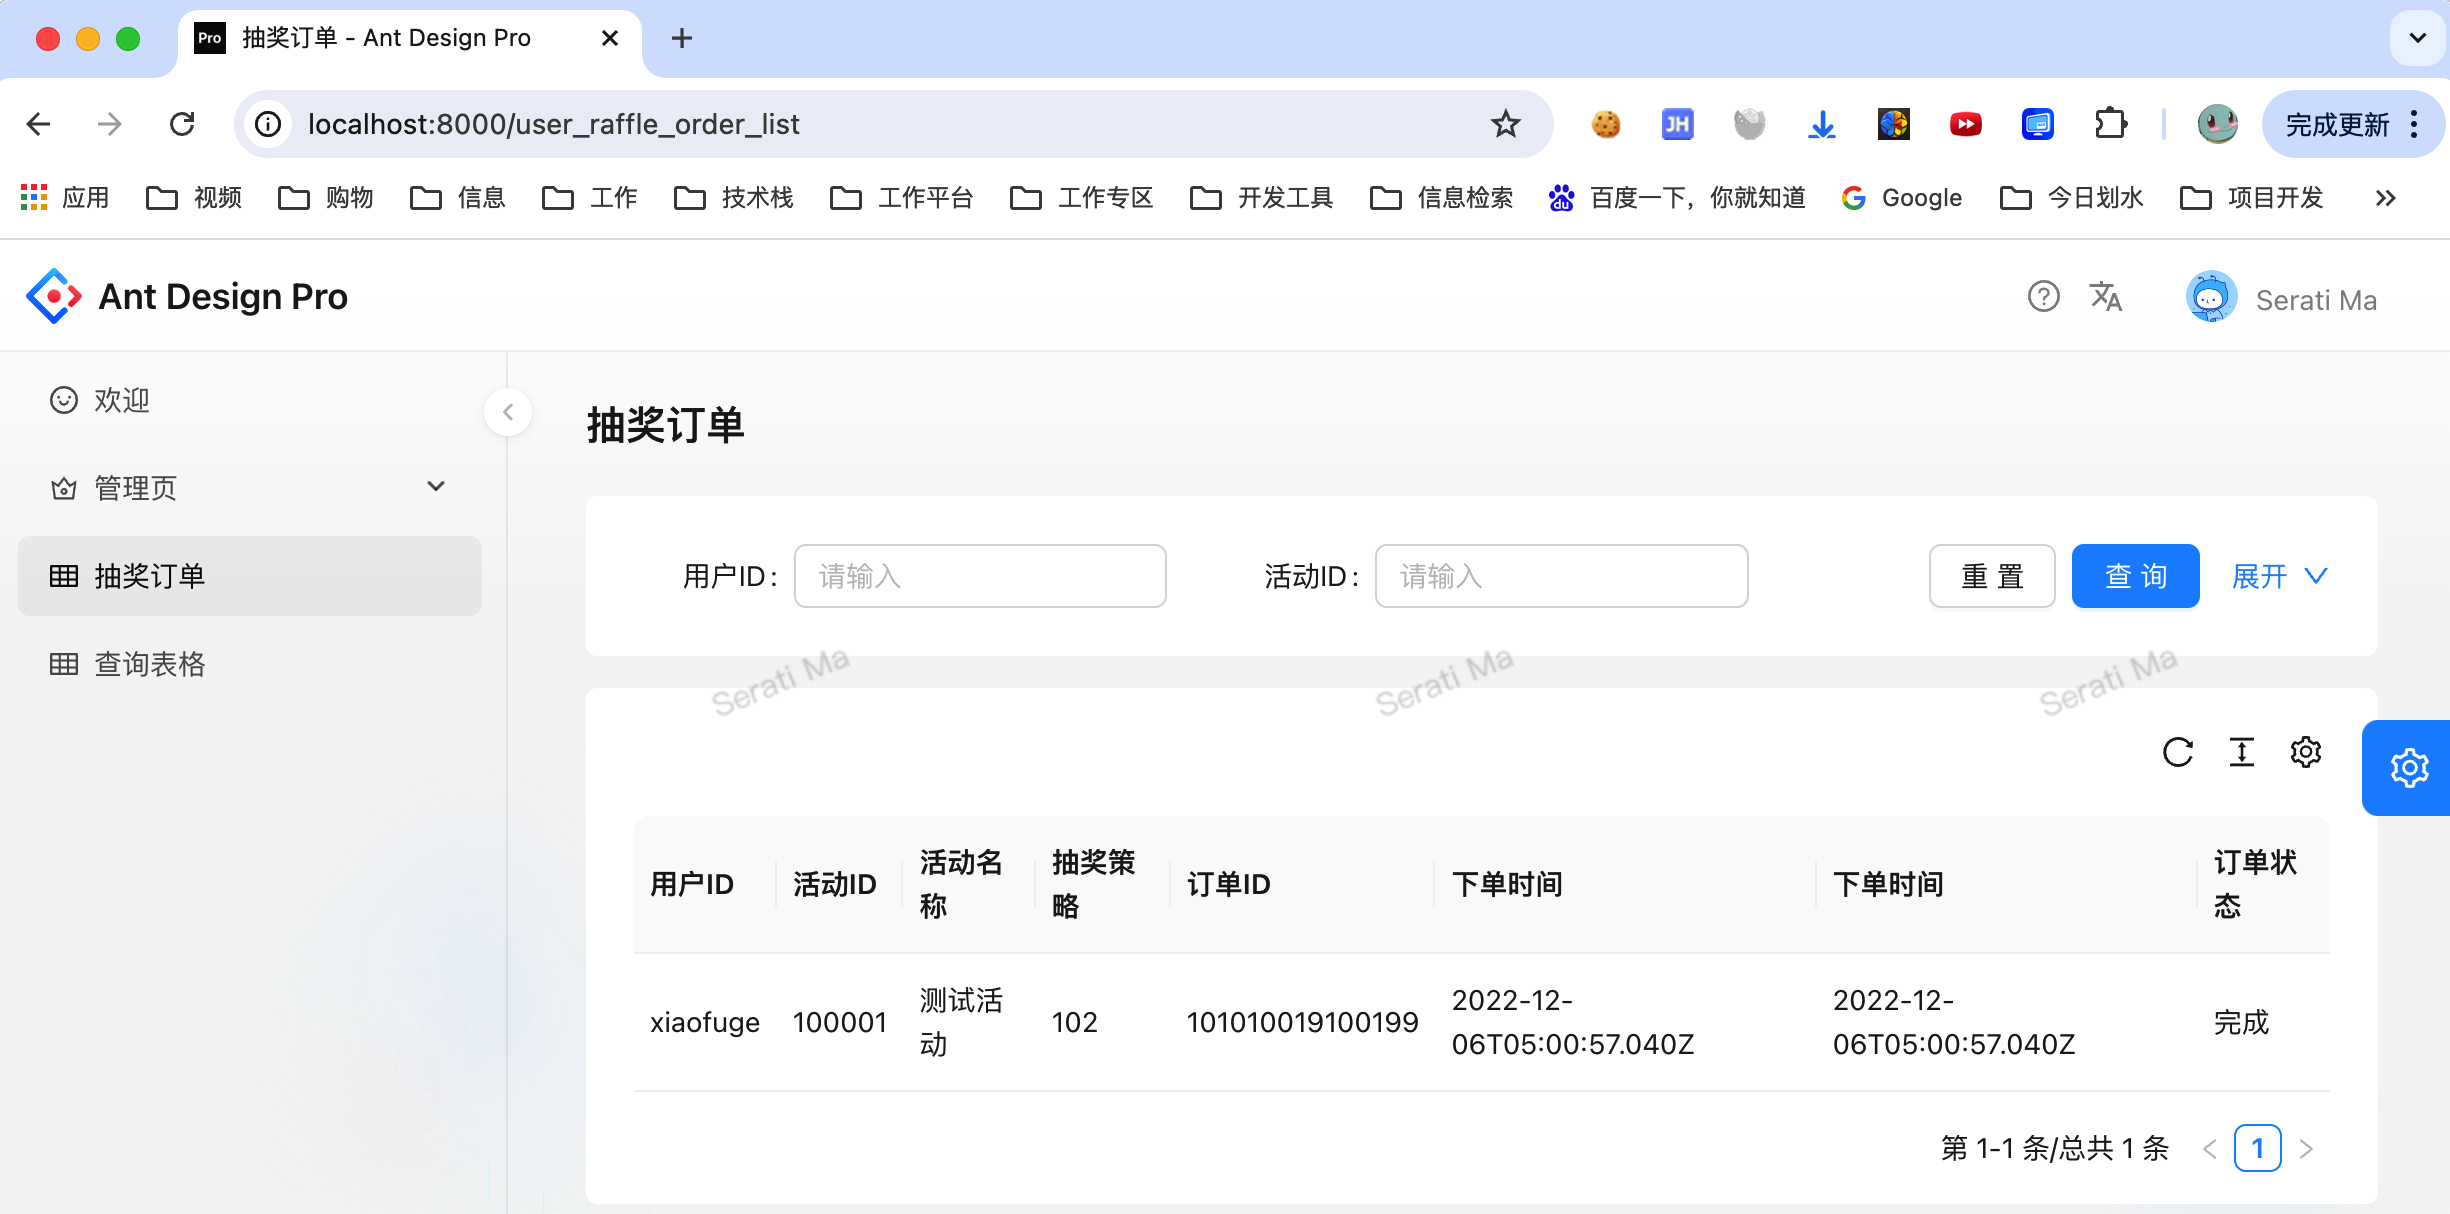 Pro 抽奖订单 - Ant Design Pro
localhost:8000/user_raffle_order_list
JH
完成更新
应用 视频 购物 信息 工作 技术栈 工作平台 工作专区 开发工具 信息检索 du 百度一下，你就知道 Google 今日划水 项目开发
Ant Design Pro
Serati Ma
欢迎
管理页
抽奖订单
查询表格
抽奖订单
用户ID: 请输入 活动ID: 请输入 重 置 查 询 展开
Serati Ma Serati Ma Serati Ma
用户ID 活动ID 活动名 抽奖策 订单ID 下单时间 下单时间 订单状
称 略 态
xiaofuge 100001 测试活 102 101010019100199 2022-12- 2022-12- 完成
动 06T05:00:57.040Z 06T05:00:57.040Z
第 1-1 条/总共 1 条 < 1 >